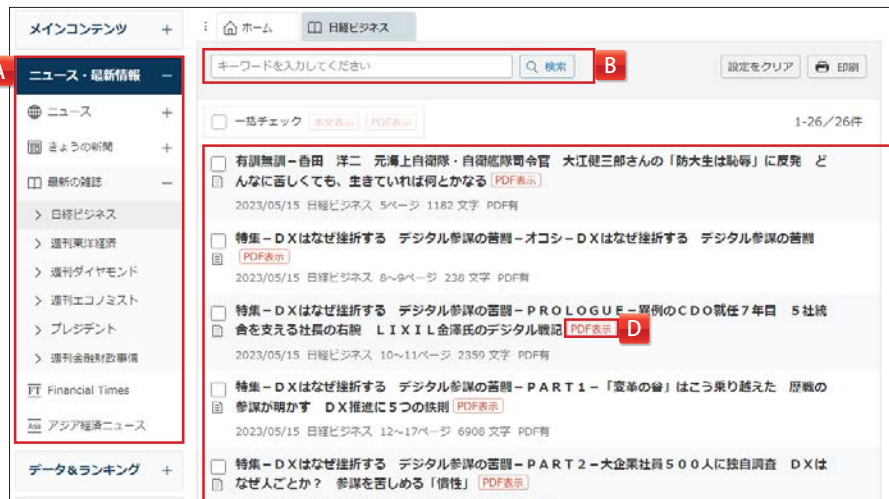 メインコンテンツ +
ニュース・最新情報 −
ニュース +
きょうの新聞 +
最新の雑誌 −
> 日経ビジネス
> 週刊東洋経済
> 週刊ダイヤモンド
> 週刊エコノミスト
> プレジデント
> 週刊金融財政事情
FT Financial Times
Asia アジア経済ニュース
データ&ランキング +
A
ホーム
日経ビジネス
キーワードを入力してください
検索
B
設定をクリア
印刷
一括チェック 本文表示 PDF表示
1-26/26件
有訓無訓−香田 洋二 元海上自衛隊・自衛艦隊司令官 大江健三郎さんの「防大生は恥辱」に反発 ど
んなに苦しくても、生きていれば何とかなる PDF表示
2023/05/15 日経ビジネス 5ページ 1182 文字 PDF有
特集−DXはなぜ挫折する デジタル参謀の苦闘−オコシ−DXはなぜ挫折する デジタル参謀の苦闘
PDF表示
2023/05/15 日経ビジネス 8〜9ページ 238 文字 PDF有
特集−DXはなぜ挫折する デジタル参謀の苦闘−PROLOGUE−異例のCDO就任7年目 5社統
合を支える社長の右腕 LIXIL金澤氏のデジタル戦記 PDF表示
D
2023/05/15 日経ビジネス 10〜11ページ 2359 文字 PDF有
特集−DXはなぜ挫折する デジタル参謀の苦闘−PART1−「変革の谷」はこう乗り越えた 歴戦の
参謀が明かす DX推進に5つの鉄則 PDF表示
2023/05/15 日経ビジネス 12〜17ページ 6908 文字 PDF有
特集−DXはなぜ挫折する デジタル参謀の苦闘−PART2−大企業社員500人に独自調査 DXは
なぜ人ごとか? 参謀を苦しめる「慣性」 PDF表示